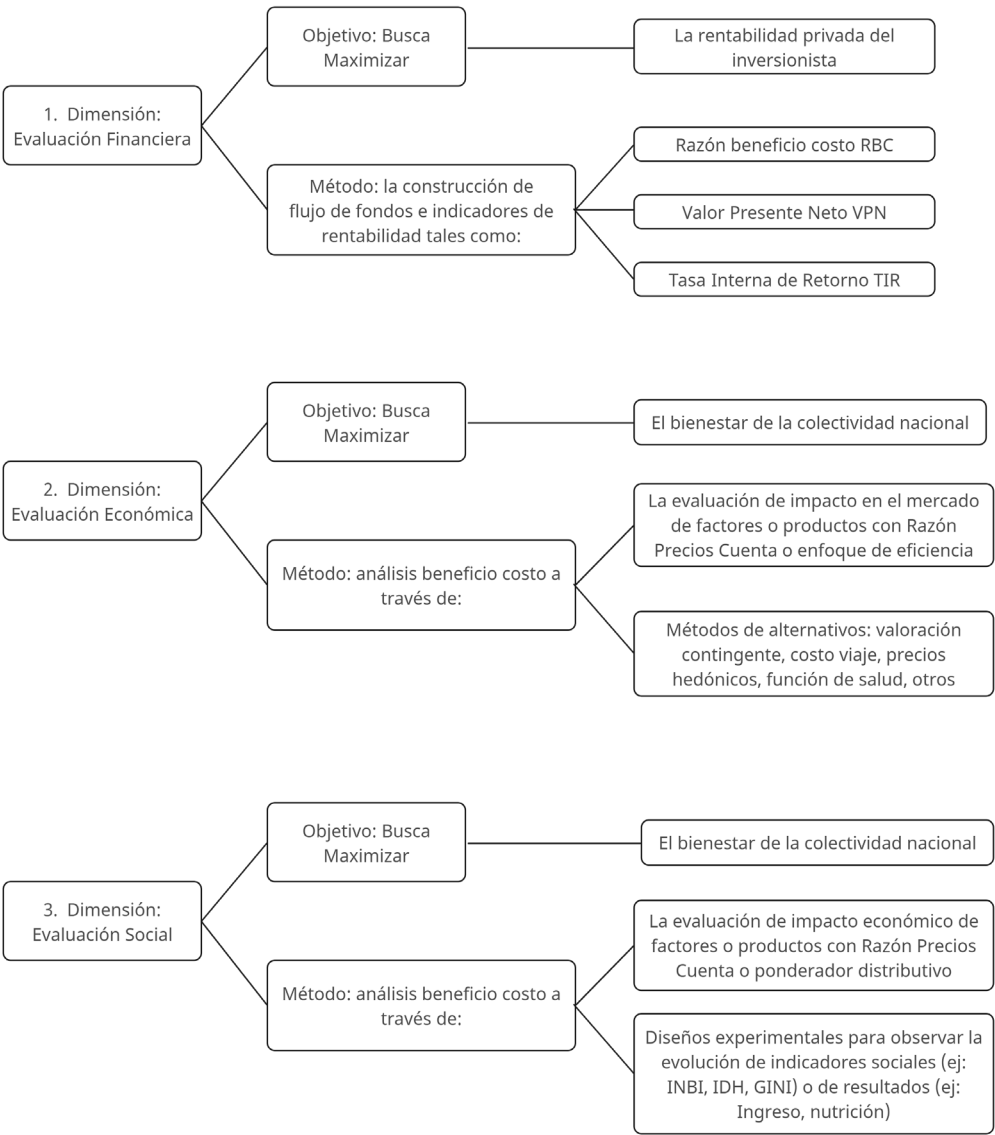 1. Dimensión:
Evaluación Financiera
Objetivo: Busca
Maximizar
La rentabilidad privada del
inversionista
Método: la construcción de
flujo de fondos e indicadores de
rentabilidad tales como:
Razón beneficio costo RBC
Valor Presente Neto VPN
Tasa Interna de Retorno TIR
2. Dimensión:
Evaluación Económica
Objetivo: Busca
Maximizar
El bienestar de la colectividad nacional
Método: análisis beneficio costo a
través de:
La evaluación de impacto en el mercado
de factores o productos con Razón
Precios Cuenta o enfoque de eficiencia
Métodos de alternativos: valoración
contingente, costo viaje, precios
hedónicos, función de salud, otros
3. Dimensión:
Evaluación Social
Objetivo: Busca
Maximizar
El bienestar de la colectividad nacional
Método: análisis beneficio costo a
través de:
La evaluación de impacto económico de
factores o productos con Razón Precios
Cuenta o ponderador distributivo
Diseños experimentales para observar la
evolución de indicadores sociales (ej:
INBI, IDH, GINI) o de resultados (ej:
Ingreso, nutrición)